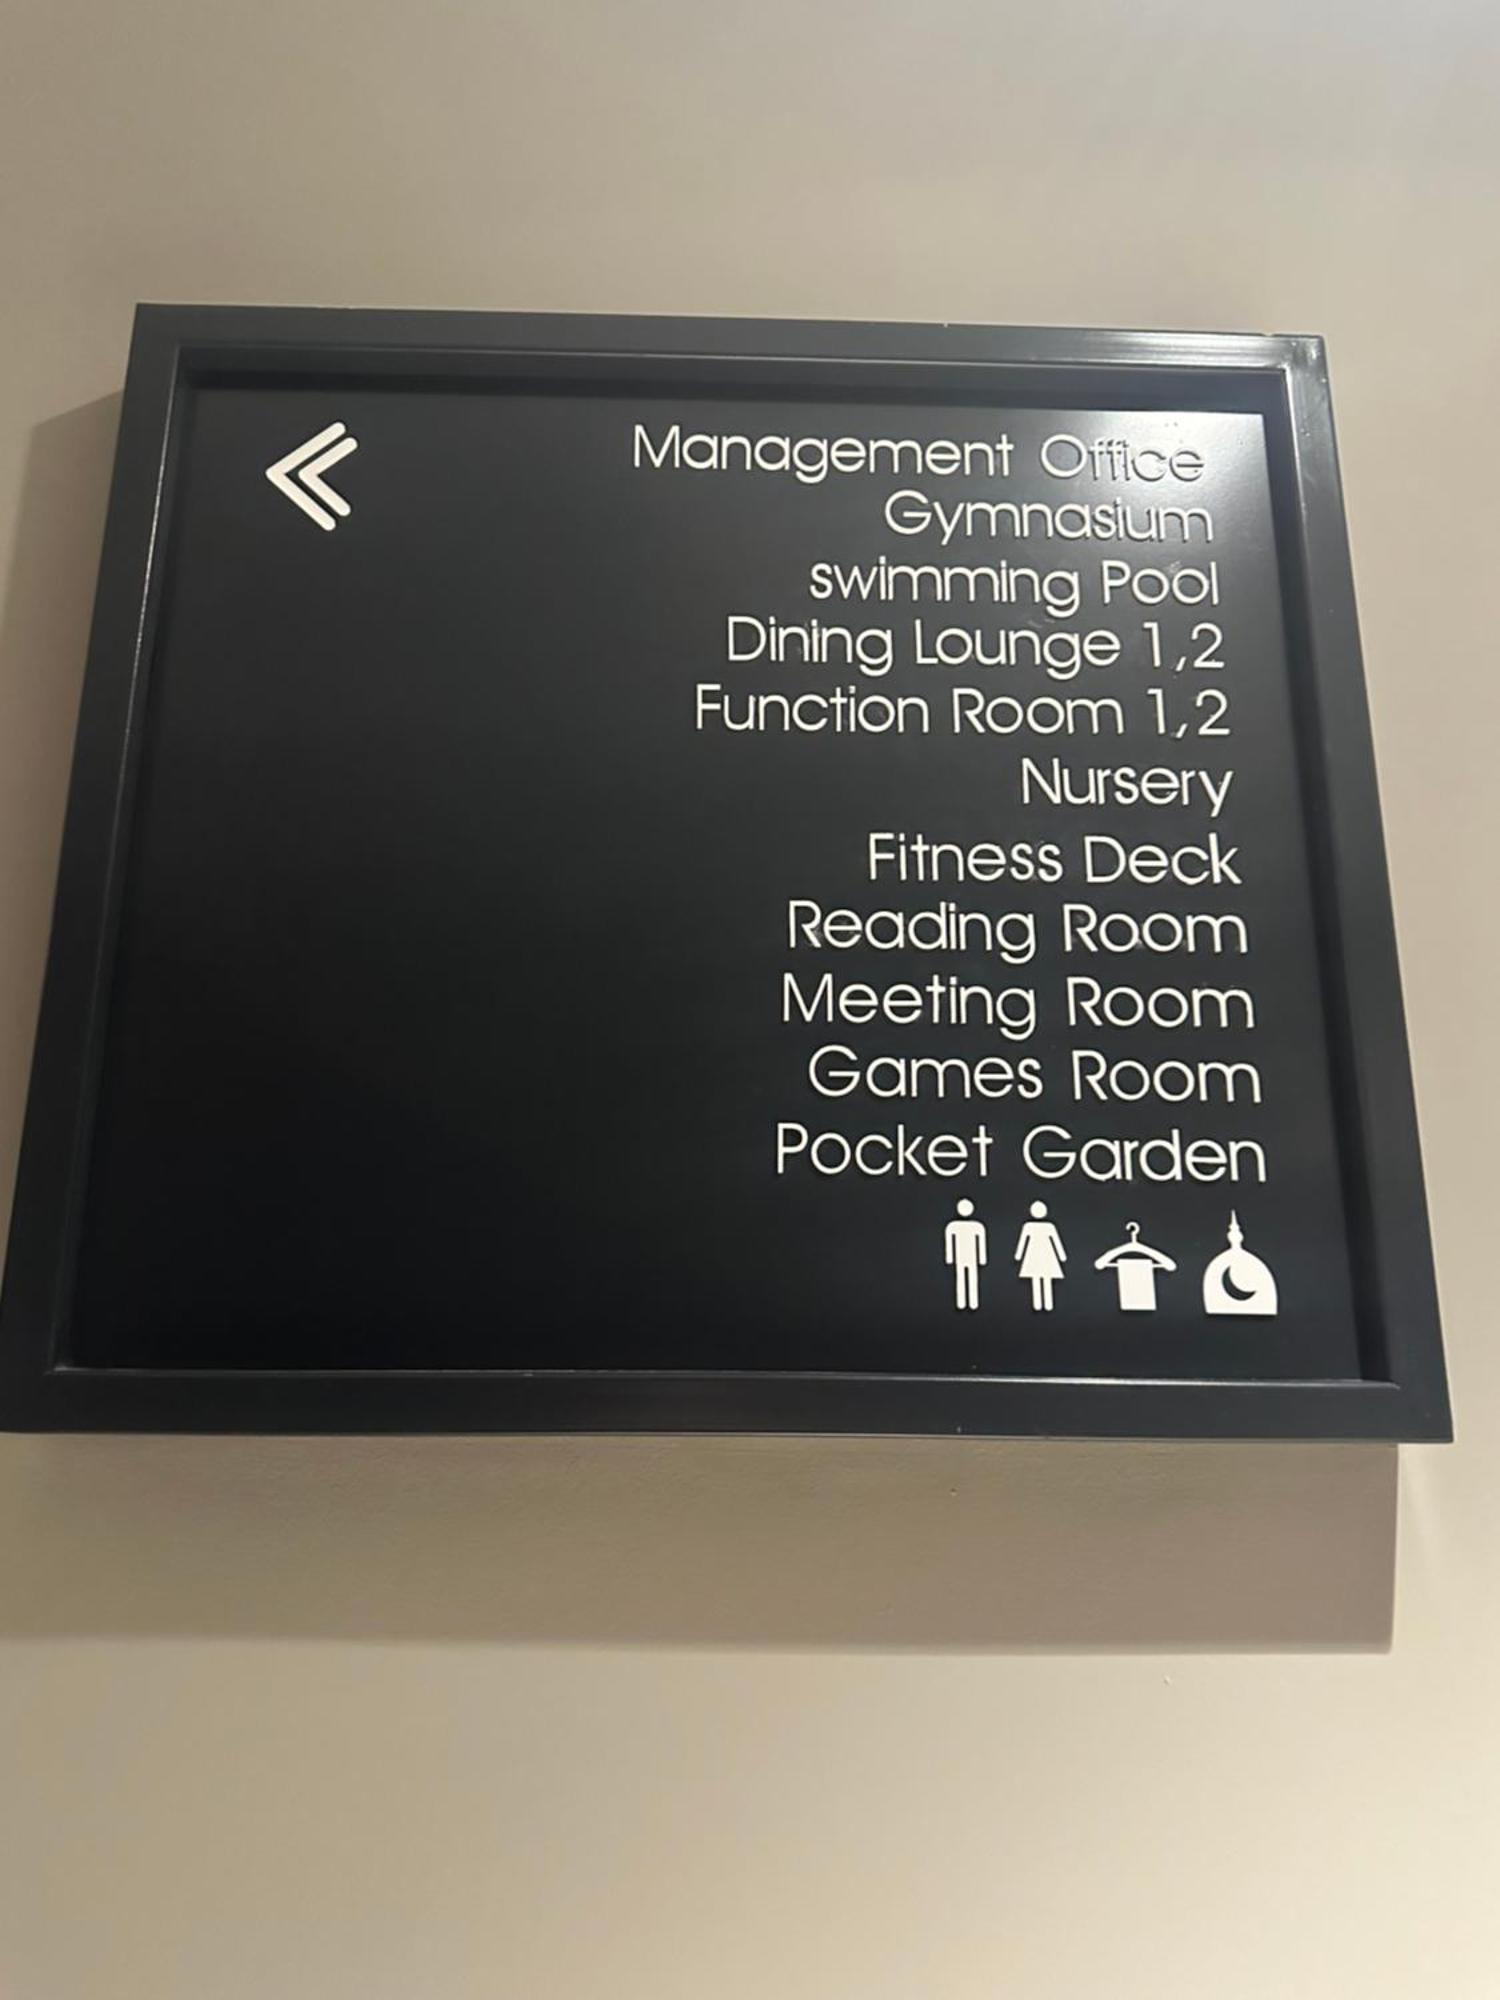 Management Office
Gymnasium
swimming Pool
Dining Lounge 1,2
Function Room 1,2
Nursery
Fitness Deck
Reading Room
Meeting Room
Games Room
Pocket Garden